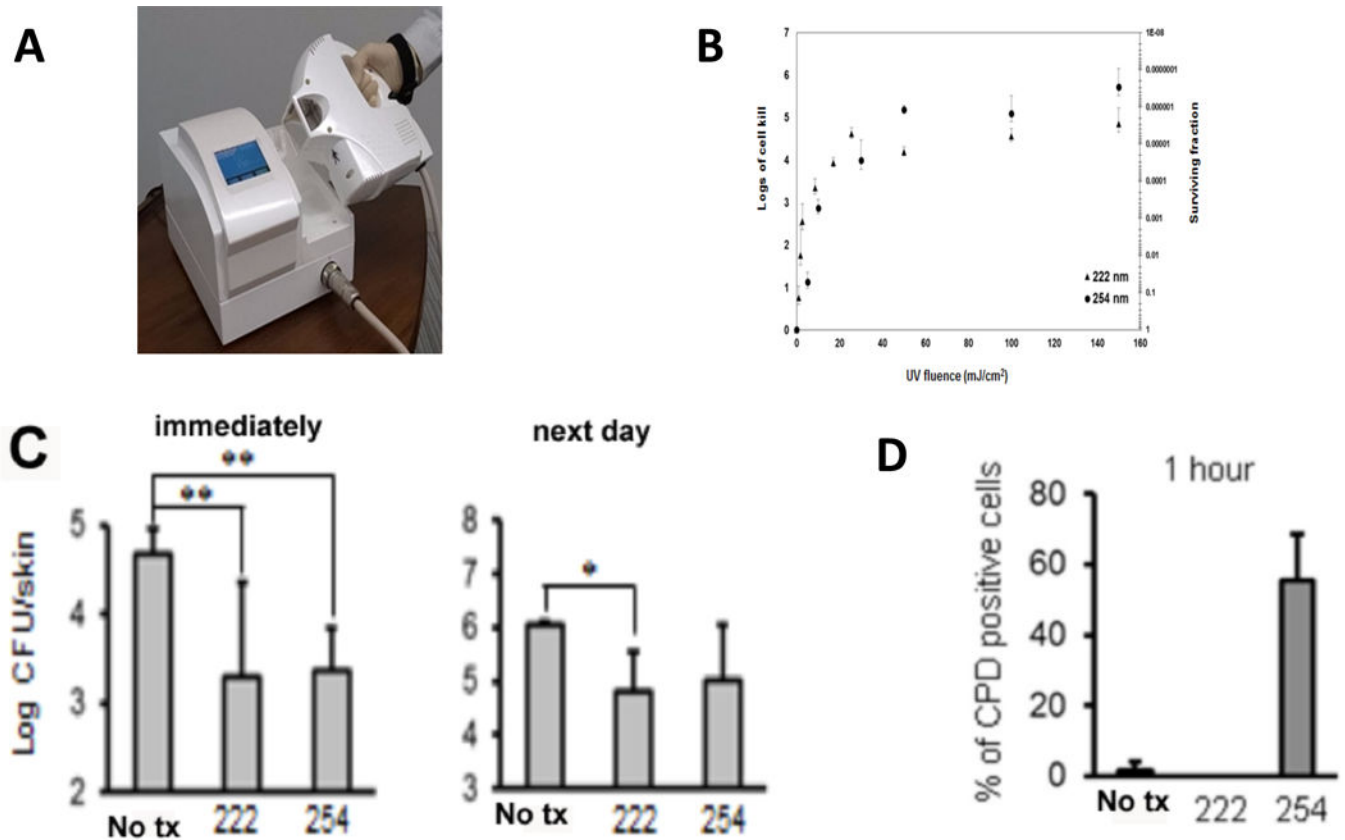 A
B
7
6
5
4
3
2
1
0
Logs of cell kill
1E-08
0.0000001
0.000001
0.00001
0.0001
0.001
0.01
0.1
1
Surviving fraction
▲ 222 nm
● 254 nm
0 20 40 60 80 100 120 140 160
UV fluence (mJ/cm²)
C
immediately
**
**
5
4
3
2
Log CFU/skin
No tx 222 254
next day
*
8
7
6
5
4
3
No tx 222 254
D
1 hour
% of CPD positive cells
80
60
40
20
0
No tx 222 254